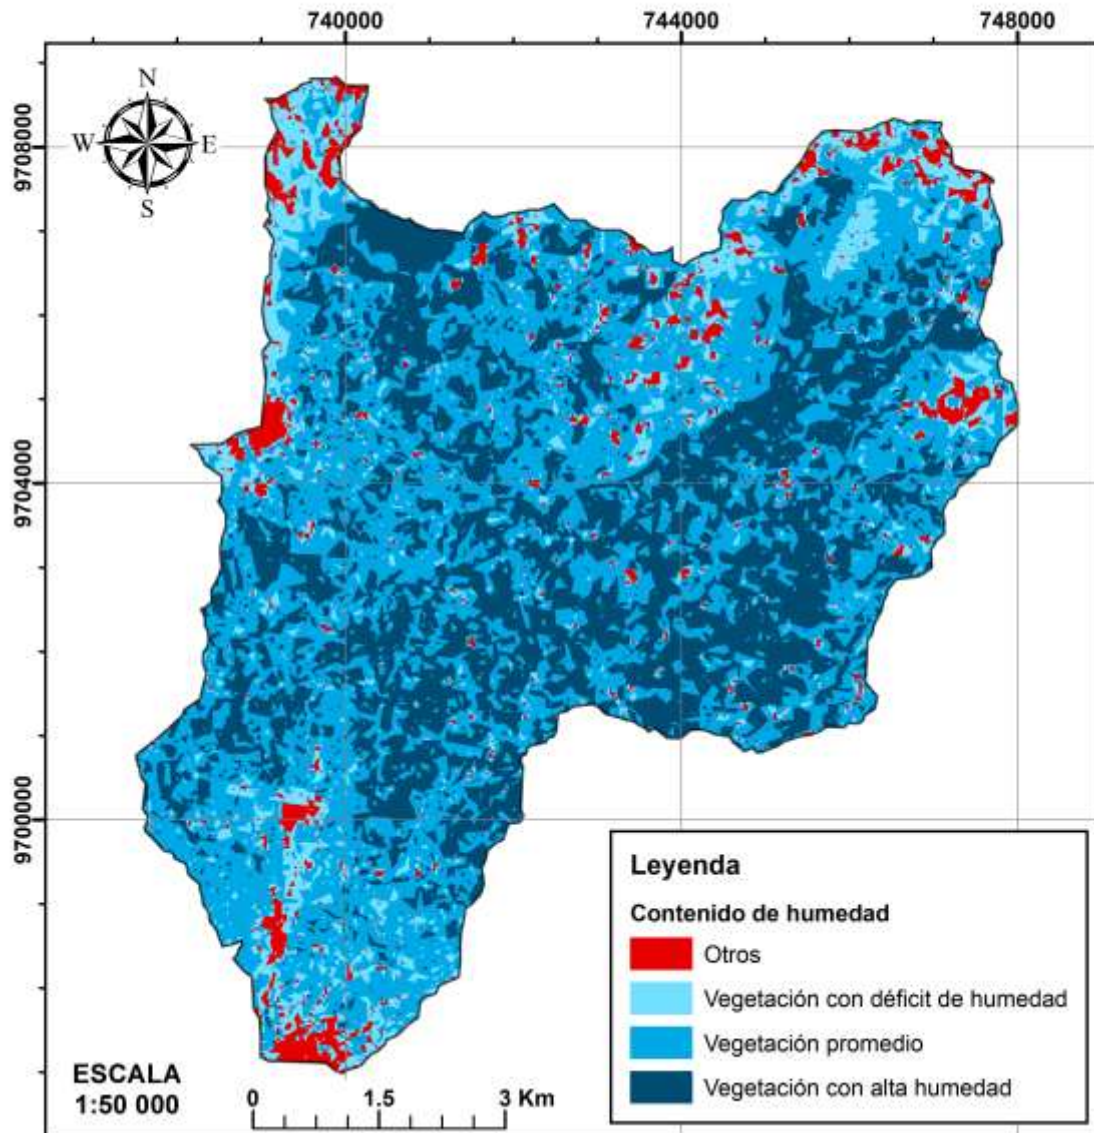 740000 744000 748000
N
W E
S
9708000
9704000
9700000
Leyenda
Contenido de humedad
Otros
Vegetación con déficit de humedad
Vegetación promedio
Vegetación con alta humedad
ESCALA
1:50 000
0 1.5 3 Km